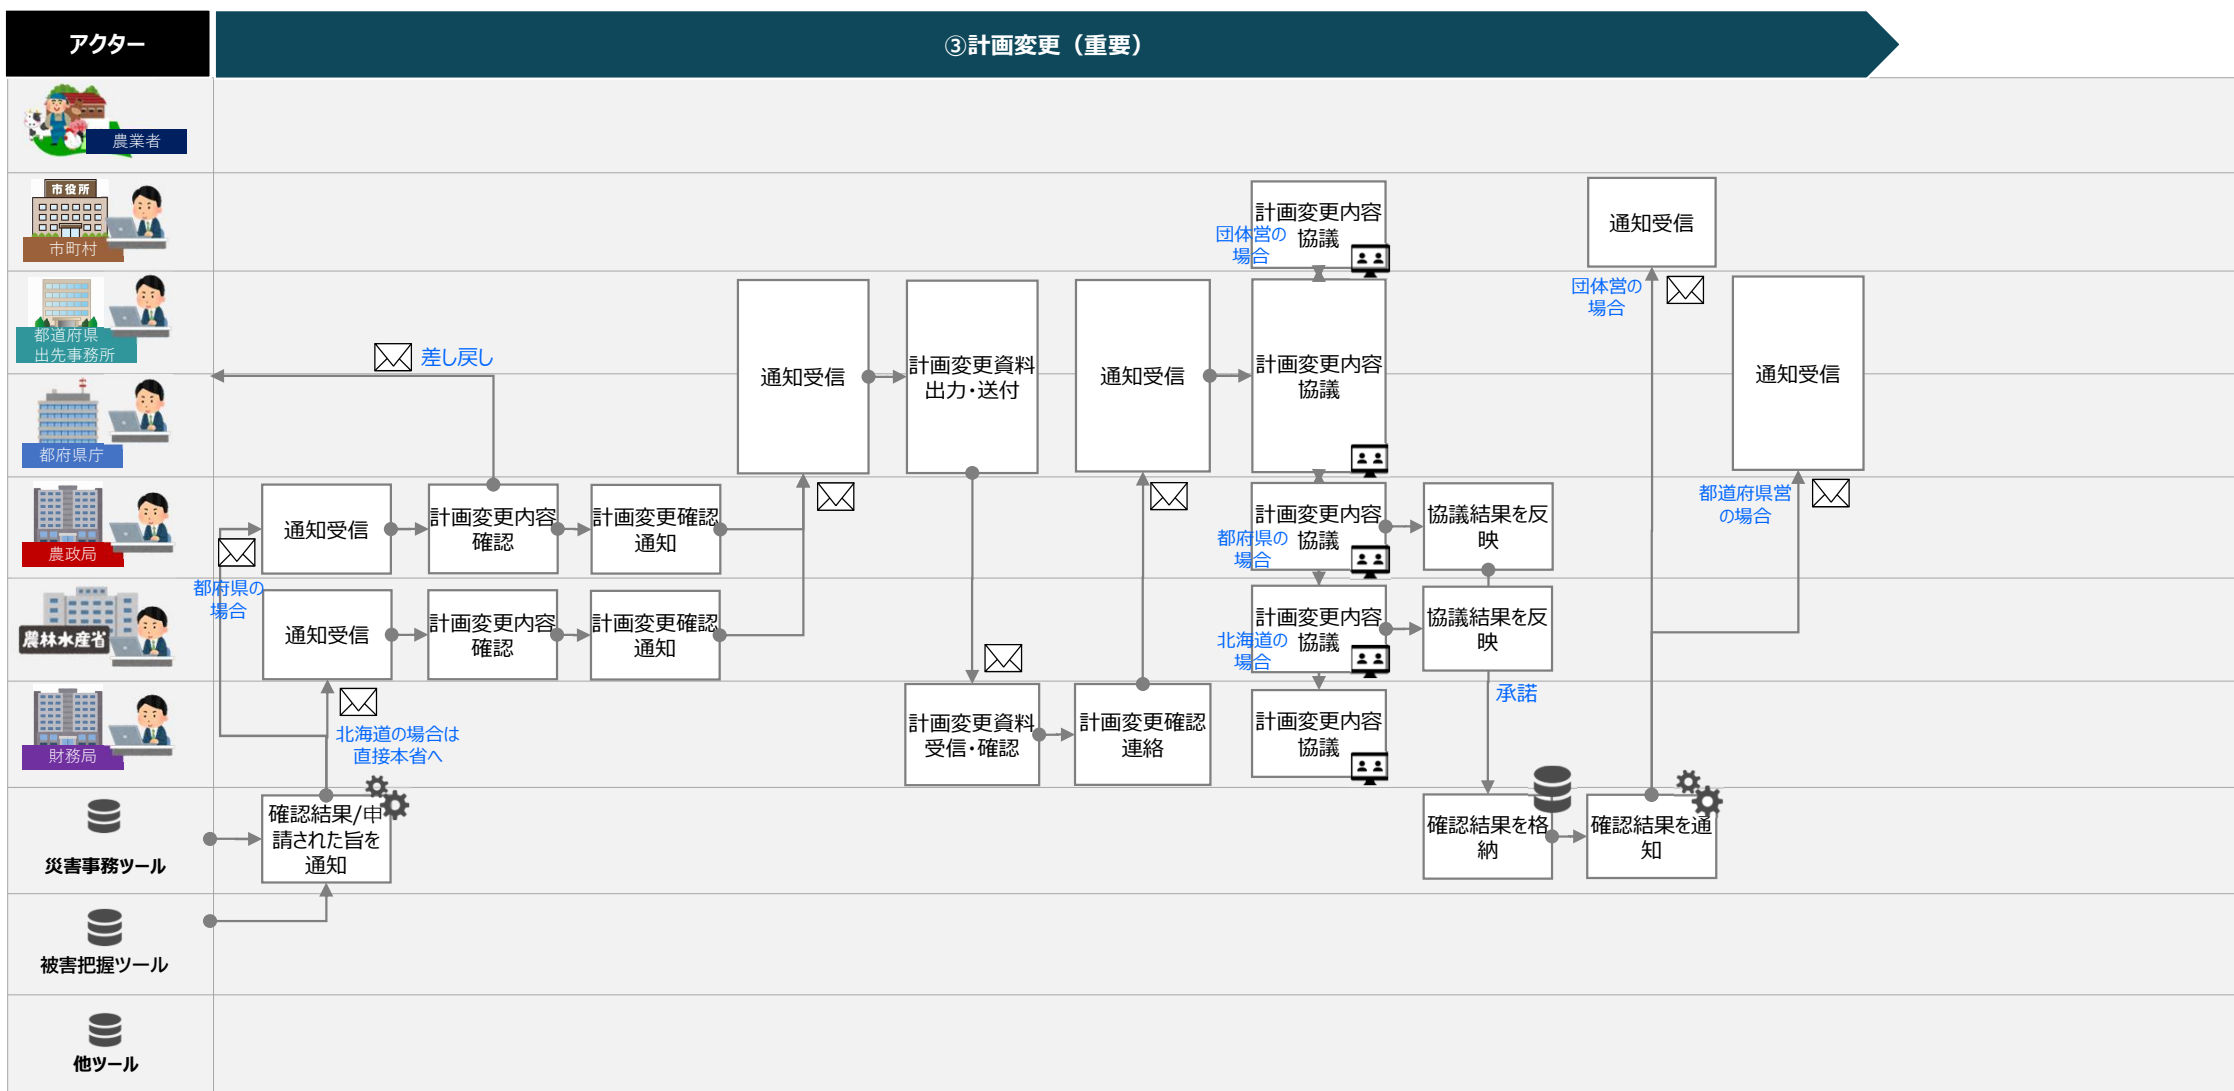 アクター
③計画変更（重要）
農業者
市役所
市町村
計画変更内容
協議
団体営の
場合
通知受信
都道府県
出先事務所
都府県庁
差し戻し
通知受信
計画変更資料
出力・送付
通知受信
計画変更内容
協議
団体営の
場合
通知受信
農政局
通知受信
計画変更内容
確認
計画変更確認
通知
計画変更内容
協議
都府県の
場合
協議結果を反
映
都道府県営
の場合
農林水産省
都府県の
場合
通知受信
計画変更内容
確認
計画変更確認
通知
計画変更内容
協議
北海道の
場合
協議結果を反
映
財務局
北海道の場合は
直接本省へ
計画変更資料
受信・確認
計画変更確認
連絡
計画変更内容
協議
承諾
災害事務ツール
確認結果/申
請された旨を
通知
確認結果を格
納
確認結果を通
知
被害把握ツール
他ツール